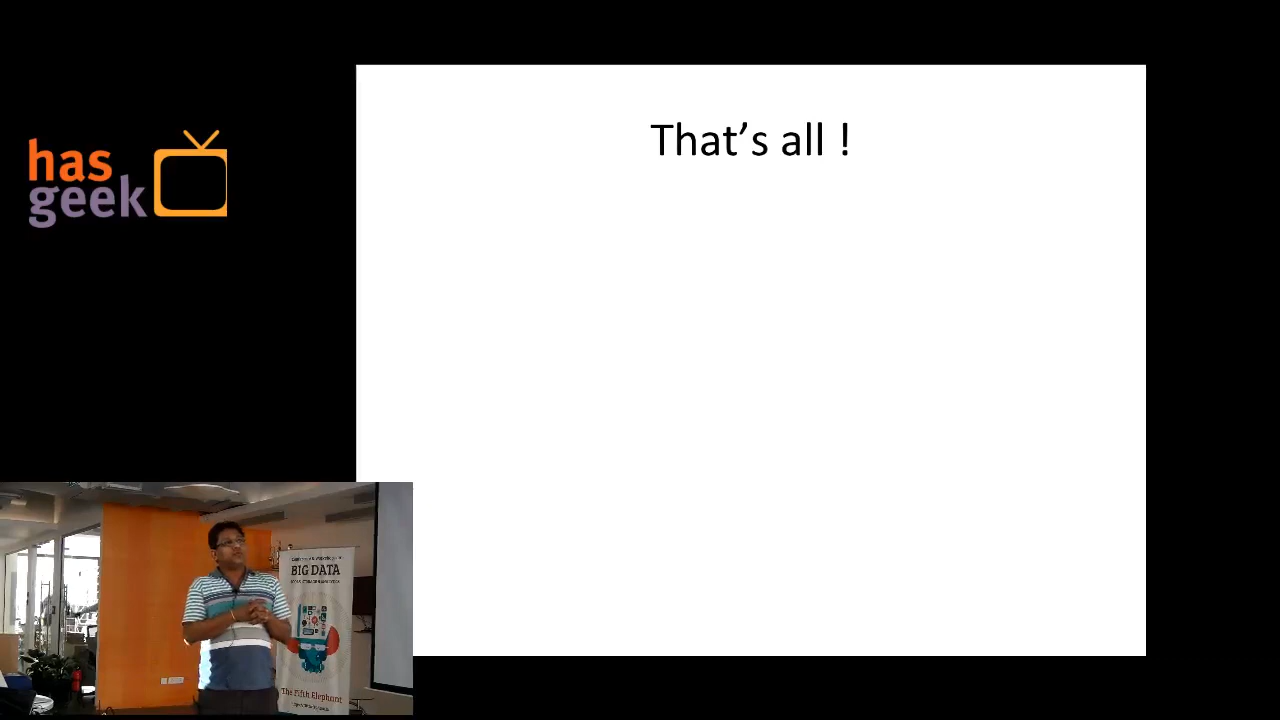 has
geek
That's all !
BIG DATA
The Fifth Elephant